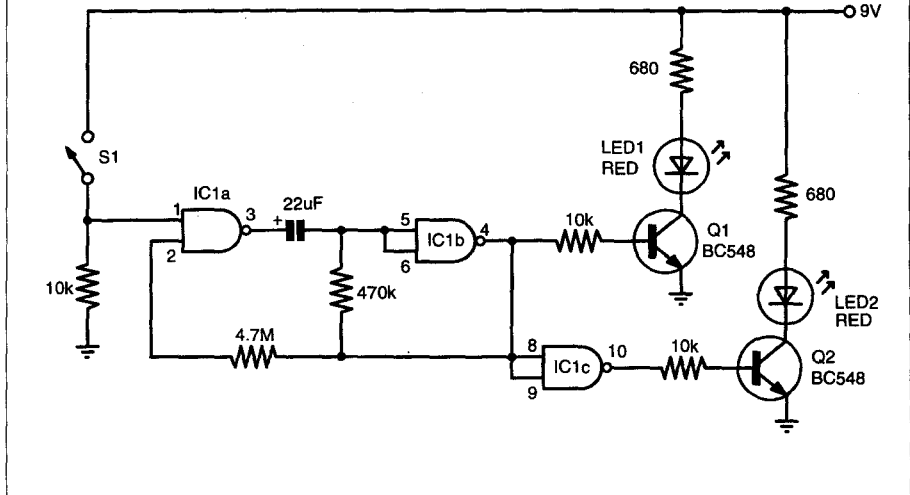 9V
680
LED1
RED
S1
IC1a
22uF
680
1
3
+
5
4
10k
Q1
BC548
IC1b
2
6
10k
470k
LED2
RED
4.7M
8
10
10k
Q2
BC548
IC1c
9